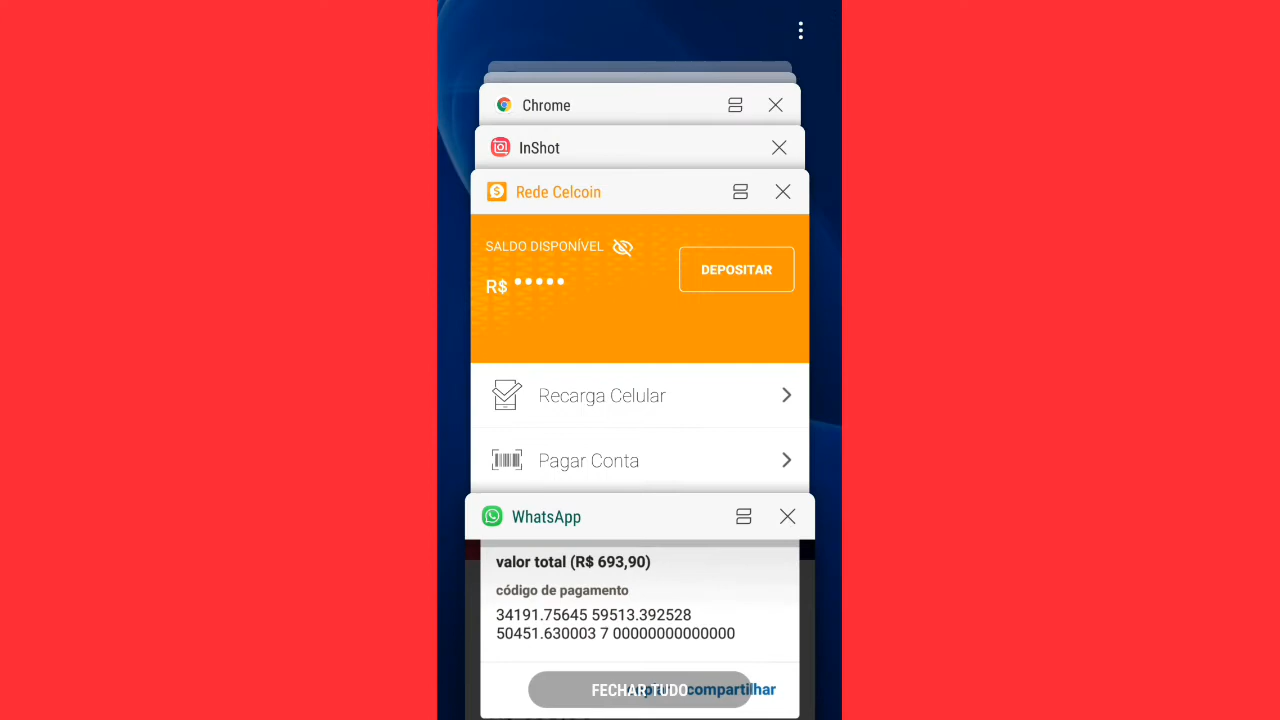 Chrome
InShot
Rede Celcoin
SALDO DISPONÍVEL
R$ •••••
DEPOSITAR
Recarga Celular
Pagar Conta
WhatsApp
valor total (R$ 693,90)
código de pagamento
34191.75645 59513.392528
50451.630003 7 00000000000000
FECHAR TUDO
compartilhar